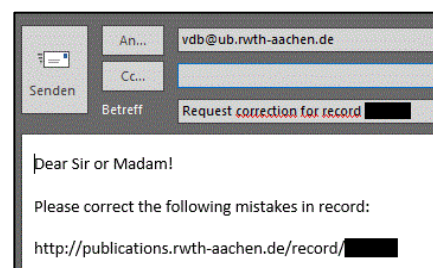 An...
vdb@ub.rwth-aachen.de
Cc...
Senden
Betreff
Request correction for record
Dear Sir or Madam!
Please correct the following mistakes in record:
http://publications.rwth-aachen.de/record/